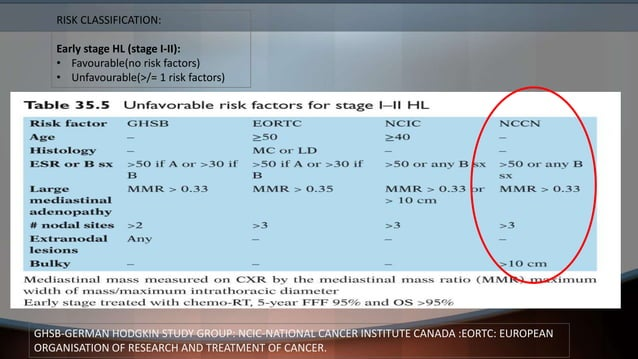 RISK CLASSIFICATION:
Early stage HL (stage I-II):
• Favourable(no risk factors)
• Unfavourable(>/= 1 risk factors)
Table 35.5 Unfavorable risk factors for stage I–II HL
Risk factor GHSB EORTC NCIC NCCN
Age – ≥50 ≥40 –
Histology – MC or LD – –
ESR or B sx >50 if A or >30 if >50 if A or >30 if >50 or any B sx >50 or any B
B B sx
Large MMR > 0.33 MMR > 0.35 MMR > 0.33 or MMR > 0.33
mediastinal > 10 cm
adenopathy
# nodal sites >2 >3 >3 >3
Extranodal Any – – –
lesions
Bulky – – – >10 cm
Mediastinal mass measured on CXR by the mediastinal mass ratio (MMR) maximum
width of mass/maximum intrathoracic diameter
Early stage treated with chemo-RT, 5-year FFF 95% and OS >95%
GHSB-GERMAN HODGKIN STUDY GROUP: NCIC-NATIONAL CANCER INSTITUTE CANADA :EORTC: EUROPEAN
ORGANISATION OF RESEARCH AND TREATMENT OF CANCER.